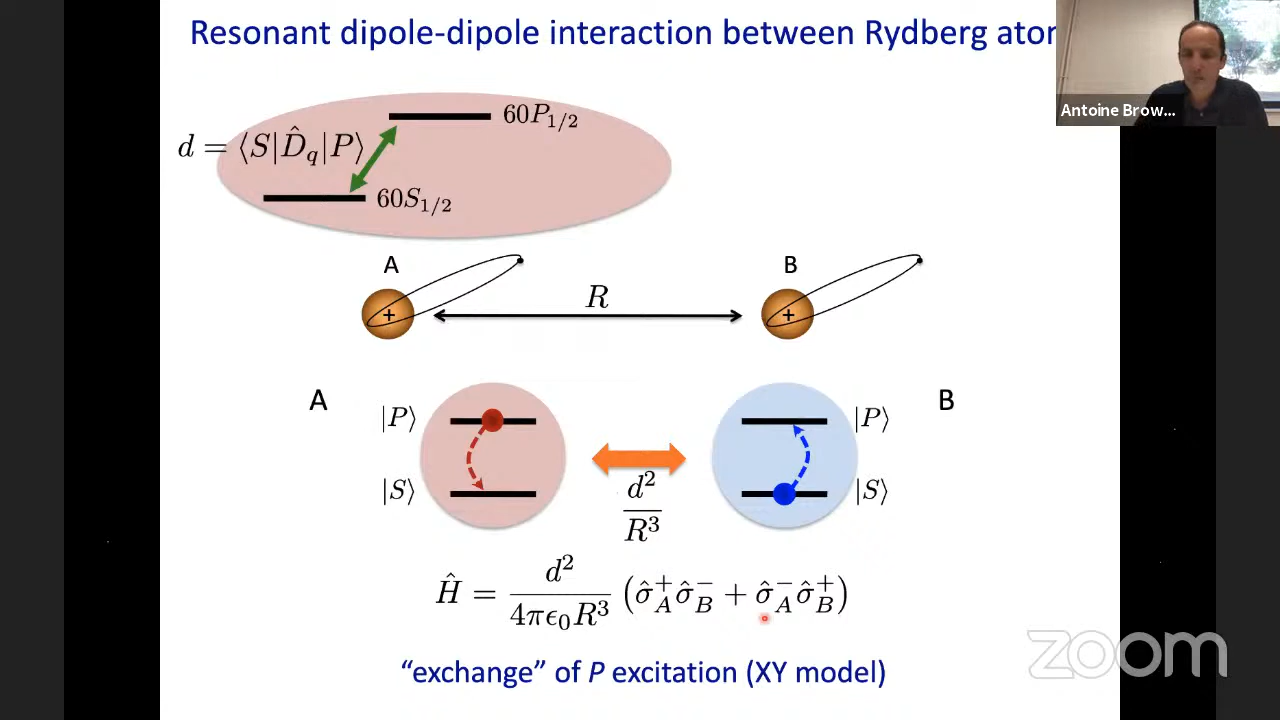 Resonant dipole-dipole interaction between Rydberg ato
Antoine Brow...
60P_{1/2}
d = ⟨S|D̂_q|P⟩
60S_{1/2}
A
B
R
+
+
A
B
|P⟩
|P⟩
|S⟩
|S⟩
d²/R³
Ĥ = d²/(4πϵ₀R³) (σ̂_A^+ σ̂_B^- + σ̂_A^- σ̂_B^+)
“exchange” of P excitation (XY model)
zoom